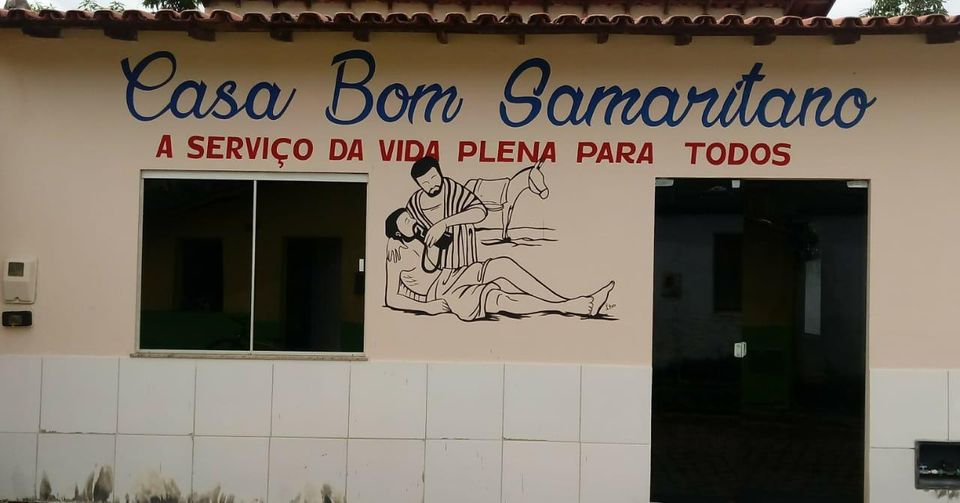 Casa Bom Samaritano
A SERVIÇO DA VIDA PLENA PARA TODOS